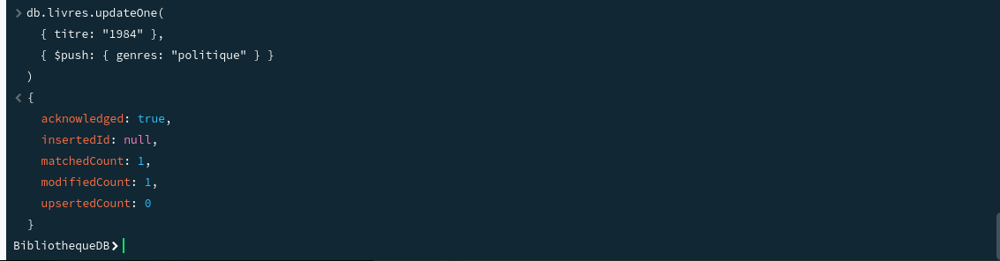 > db.livres.updateOne(
{ titre: "1984" },
{ $push: { genres: "politique" } }
)
< {
acknowledged: true,
insertedId: null,
matchedCount: 1,
modifiedCount: 1,
upsertedCount: 0
}
BibliothequeDB>